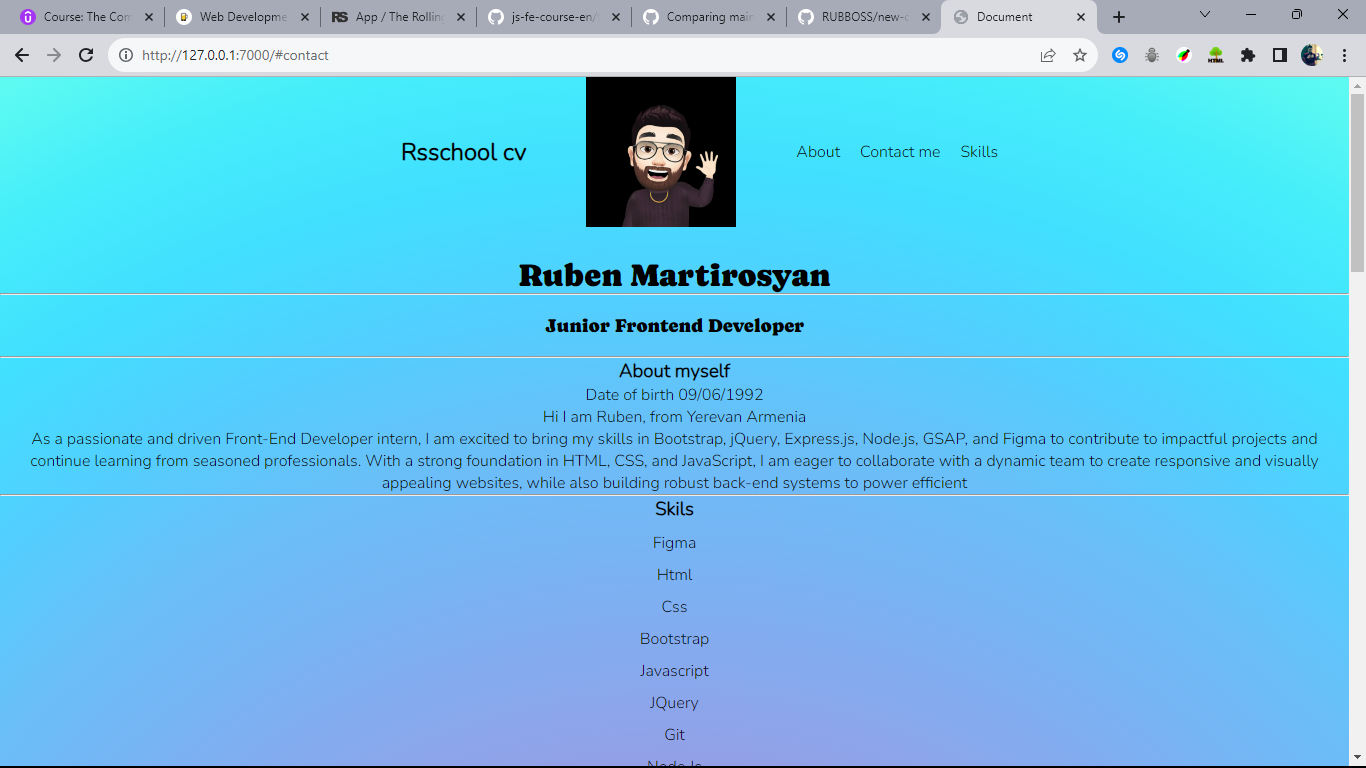 Course: The Com
Web Developme
RS App / The Rolling
js-fe-course-en/
Comparing main
RUBBOSS/new-c
Document
http://127.0.0.1:7000/#contact
HTML
Rsschool cv
About Contact me Skills
Ruben Martirosyan
Junior Frontend Developer
About myself
Date of birth 09/06/1992
Hi I am Ruben, from Yerevan Armenia
As a passionate and driven Front-End Developer intern, I am excited to bring my skills in Bootstrap, jQuery, Express.js, Node.js, GSAP, and Figma to contribute to impactful projects and
continue learning from seasoned professionals. With a strong foundation in HTML, CSS, and JavaScript, I am eager to collaborate with a dynamic team to create responsive and visually
appealing websites, while also building robust back-end systems to power efficient
Skils
Figma
Html
Css
Bootstrap
Javascript
JQuery
Git